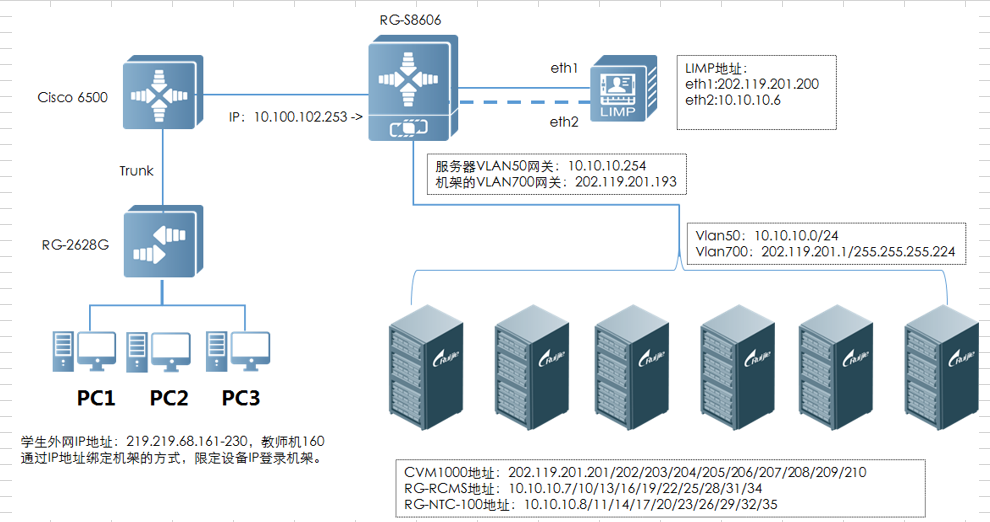 RG-S8606
Cisco 6500
IP：10.100.102.253 ->
eth1
eth2
LIMP
LIMP地址：
eth1:202.119.201.200
eth2:10.10.10.6
Trunk
服务器VLAN50网关：10.10.10.254
机架的VLAN700网关：202.119.201.193
RG-2628G
Vlan50：10.10.10.0/24
Vlan700：202.119.201.1/255.255.255.224
Ruijie
Ruijie
Ruijie
Ruijie
Ruijie
Ruijie
PC1
PC2
PC3
学生外网IP地址：219.219.68.161-230，教师机160
通过IP地址绑定机架的方式，限定设备IP登录机架。
CVM1000地址：202.119.201.201/202/203/204/205/206/207/208/209/210
RG-RCMS地址：10.10.10.7/10/13/16/19/22/25/28/31/34
RG-NTC-100地址：10.10.10.8/11/14/17/20/23/26/29/32/35